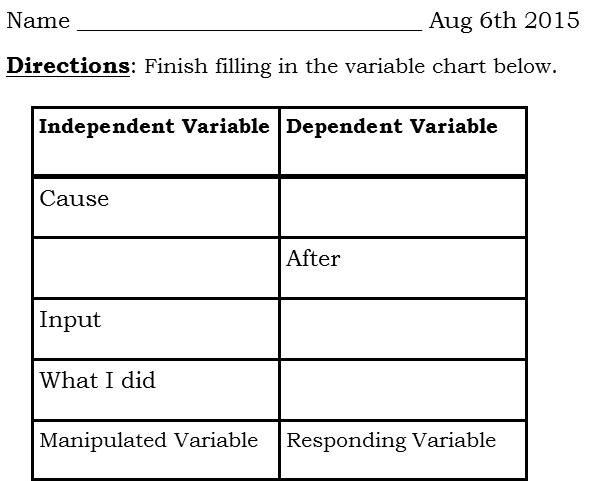 Name ______________________________ Aug 6th 2015
Directions: Finish filling in the variable chart below.
Independent Variable Dependent Variable
Cause
After
Input
What I did
Manipulated Variable Responding Variable